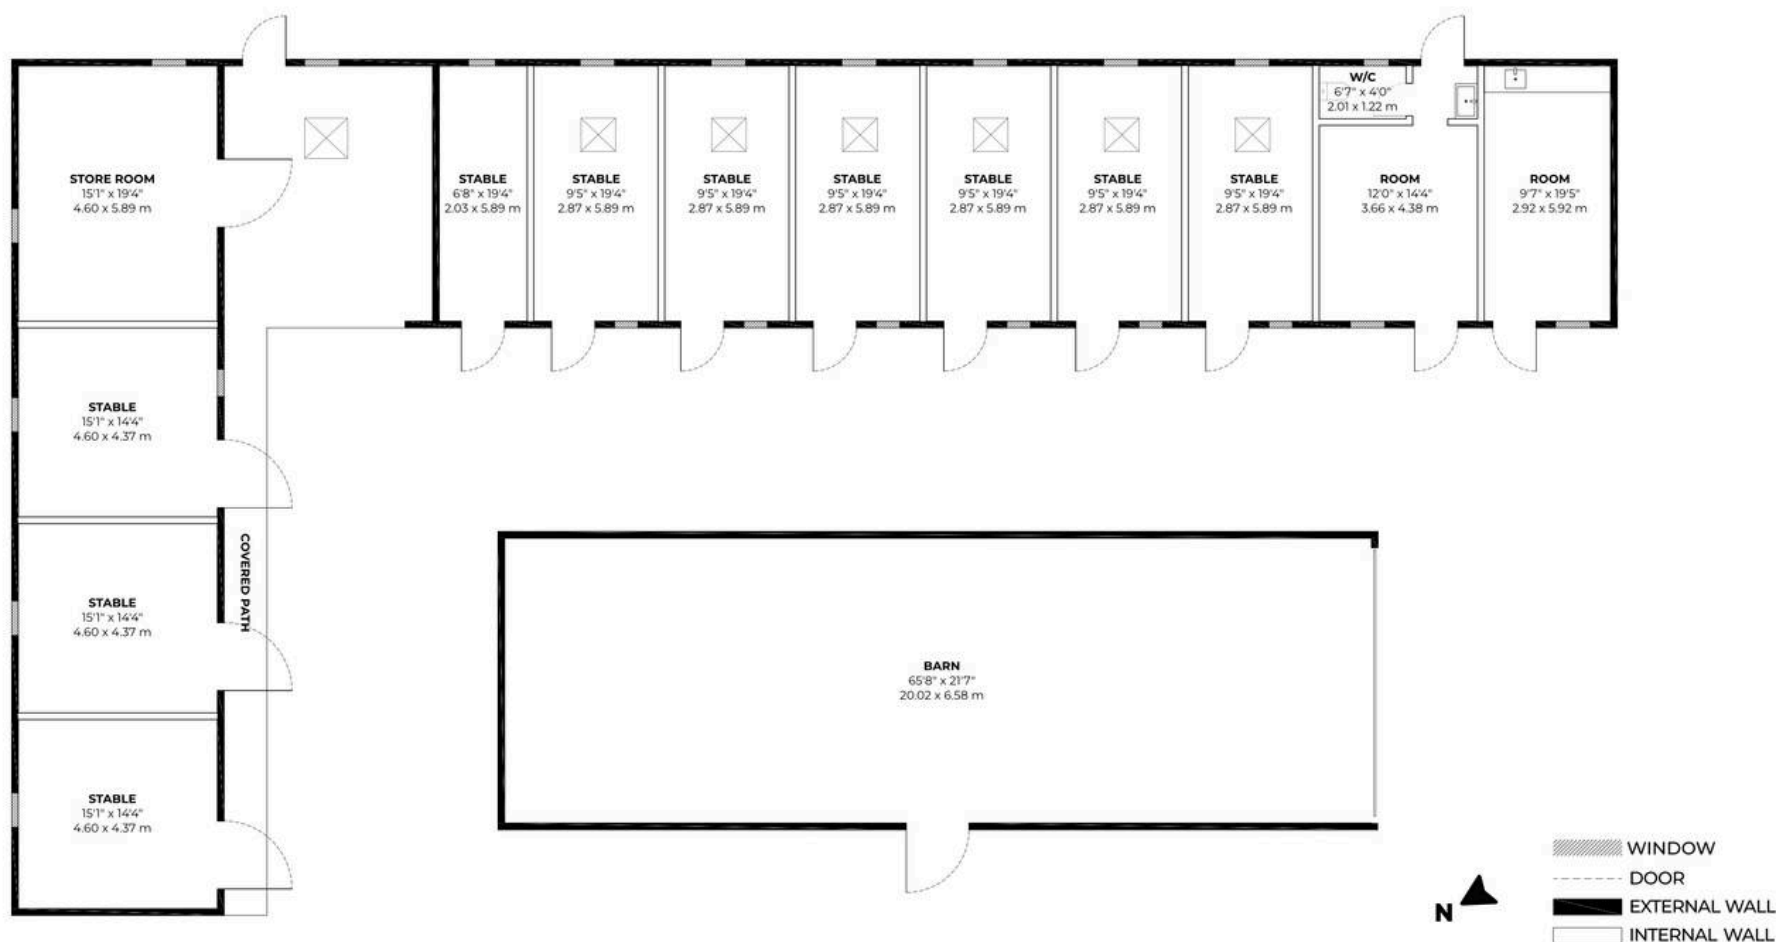 W/C
6'7" x 4'0"
2.01 x 1.22 m
STORE ROOM
15'1" x 19'4"
4.60 x 5.89 m
STABLE
6'8" x 19'4"
2.03 x 5.89 m
STABLE
9'5" x 19'4"
2.87 x 5.89 m
STABLE
9'5" x 19'4"
2.87 x 5.89 m
STABLE
9'5" x 19'4"
2.87 x 5.89 m
STABLE
9'5" x 19'4"
2.87 x 5.89 m
STABLE
9'5" x 19'4"
2.87 x 5.89 m
STABLE
9'5" x 19'4"
2.87 x 5.89 m
ROOM
12'0" x 14'4"
3.66 x 4.38 m
ROOM
9'7" x 19'5"
2.92 x 5.92 m
STABLE
15'1" x 14'4"
4.60 x 4.37 m
COVERED PATH
STABLE
15'1" x 14'4"
4.60 x 4.37 m
BARN
65'8" x 21'7"
20.02 x 6.58 m
STABLE
15'1" x 14'4"
4.60 x 4.37 m
N
WINDOW
DOOR
EXTERNAL WALL
INTERNAL WALL